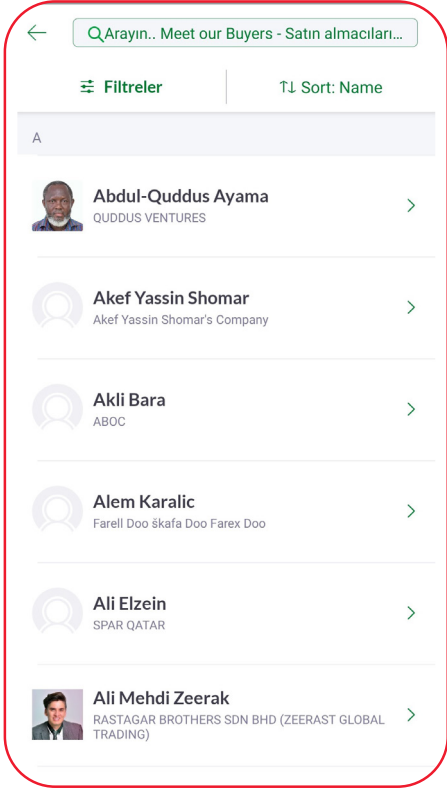 Arayın.. Meet our Buyers - Satın almacıları...
Filtreler
Sort: Name
A
Abdul-Quddus Ayama
QUDDUS VENTURES
Akef Yassin Shomar
Akef Yassin Shomar's Company
Akli Bara
ABOC
Alem Karalic
Farell Doo škafa Doo Farex Doo
Ali Elzein
SPAR QATAR
Ali Mehdi Zeerak
RASTAGAR BROTHERS SDN BHD (ZEERAST GLOBAL
TRADING)